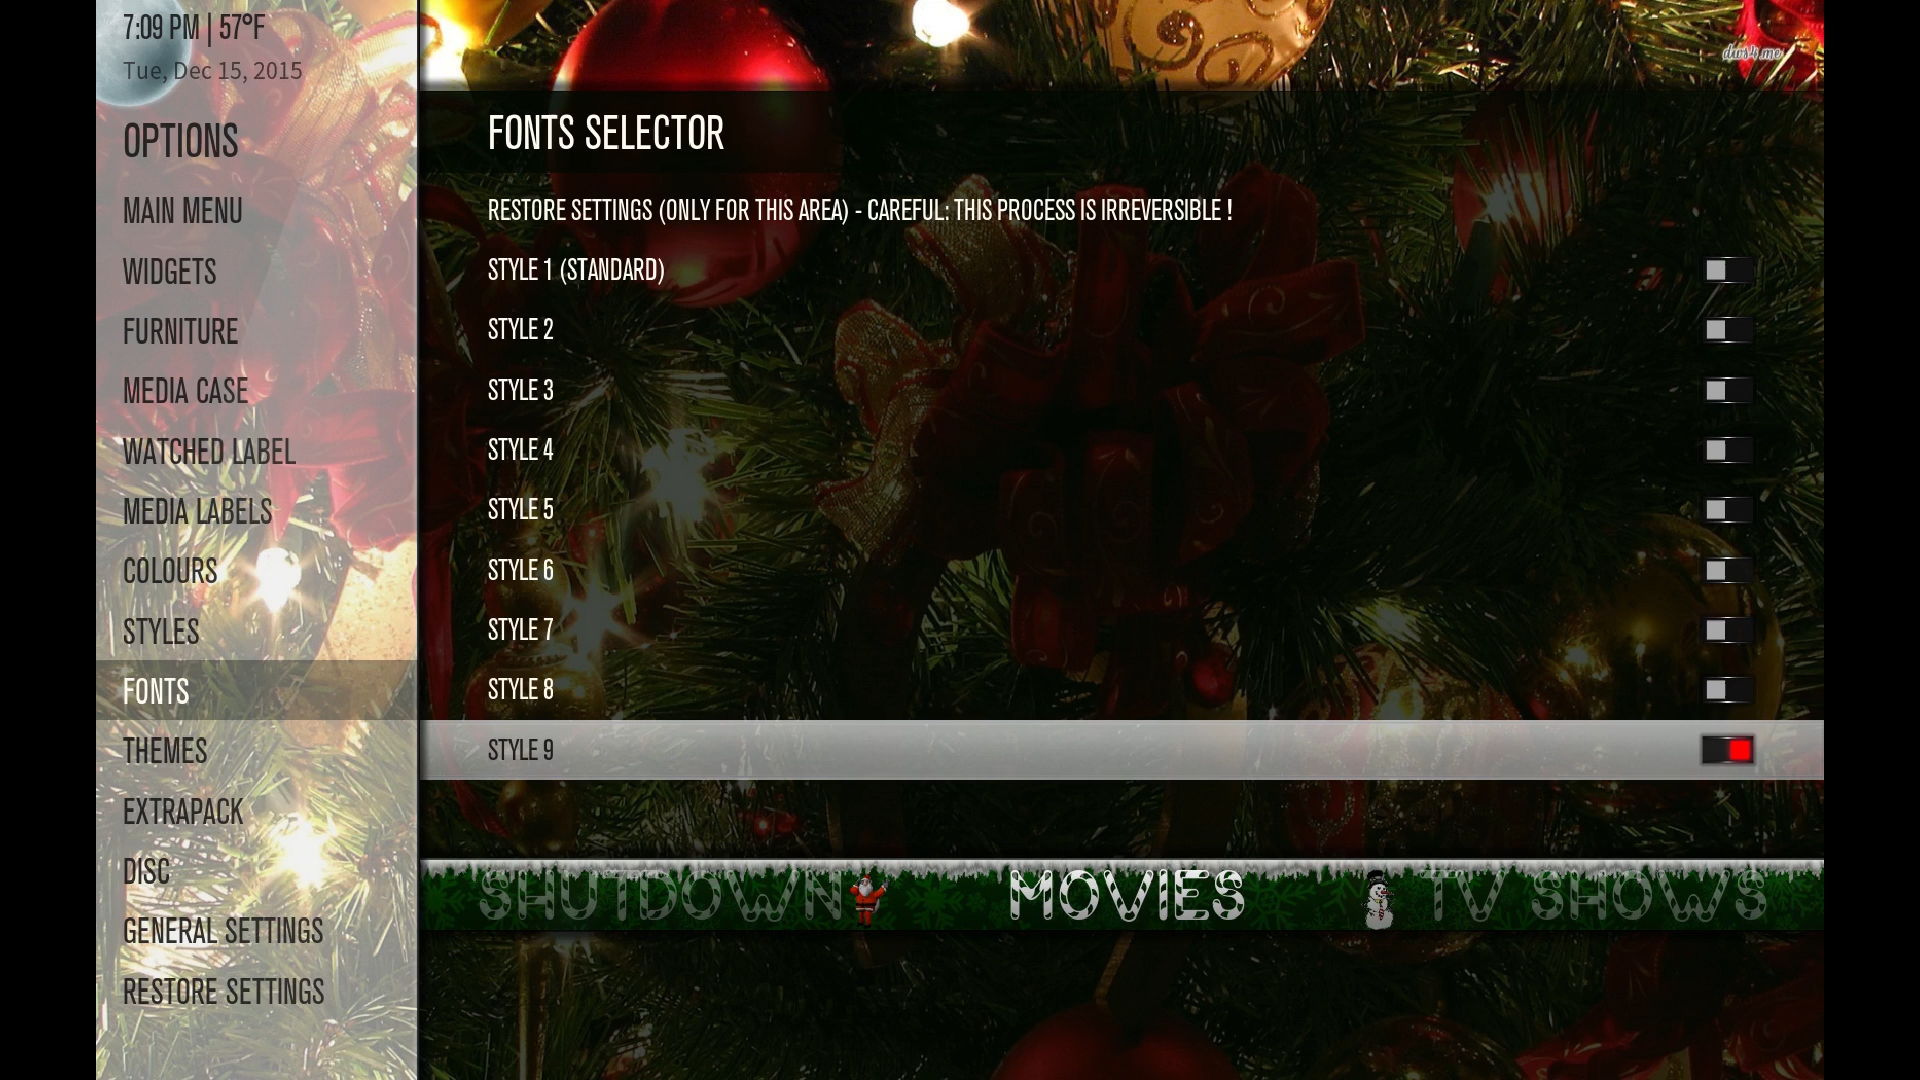 7:09 PM | 57°F
Tue, Dec 15, 2015
OPTIONS
MAIN MENU
WIDGETS
FURNITURE
MEDIA CASE
WATCHED LABEL
MEDIA LABELS
COLOURS
STYLES
FONTS
THEMES
EXTRAPACK
DISC
GENERAL SETTINGS
RESTORE SETTINGS
FONTS SELECTOR
RESTORE SETTINGS (ONLY FOR THIS AREA) - CAREFUL: THIS PROCESS IS IRREVERSIBLE !
STYLE 1 (STANDARD)
STYLE 2
STYLE 3
STYLE 4
STYLE 5
STYLE 6
STYLE 7
STYLE 8
STYLE 9
SHUTDOWN MOVIES TV SHOWS